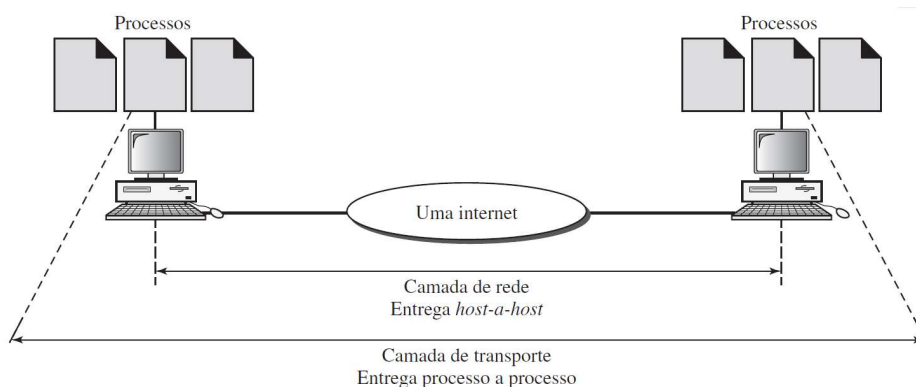 Processos
Processos
Uma internet
Camada de rede
Entrega host-a-host
Camada de transporte
Entrega processo a processo